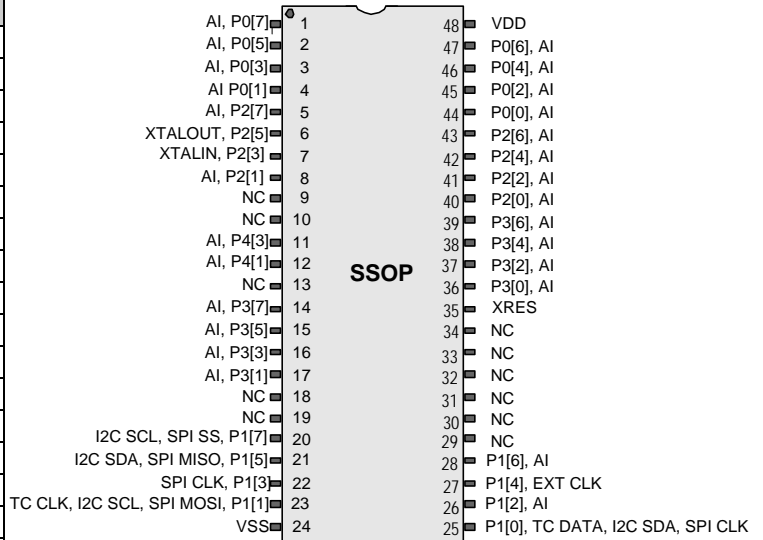 AI, P0[7] 1 48 VDD
AI, P0[5] 2 47 P0[6], AI
AI, P0[3] 3 46 P0[4], AI
AI P0[1] 4 45 P0[2], AI
AI, P2[7] 5 44 P0[0], AI
XTALOUT, P2[5] 6 43 P2[6], AI
XTALIN, P2[3] 7 42 P2[4], AI
AI, P2[1] 8 41 P2[2], AI
NC 9 40 P2[0], AI
NC 10 39 P3[6], AI
AI, P4[3] 11 38 P3[4], AI
AI, P4[1] 12 37 P3[2], AI
SSOP
NC 13 36 P3[0], AI
AI, P3[7] 14 35 XRES
AI, P3[5] 15 34 NC
AI, P3[3] 16 33 NC
AI, P3[1] 17 32 NC
NC 18 31 NC
NC 19 30 NC
I2C SCL, SPI SS, P1[7] 20 29 NC
I2C SDA, SPI MISO, P1[5] 21 28 P1[6], AI
SPI CLK, P1[3] 22 27 P1[4], EXT CLK
TC CLK, I2C SCL, SPI MOSI, P1[1] 23 26 P1[2], AI
VSS 24 25 P1[0], TC DATA, I2C SDA, SPI CLK